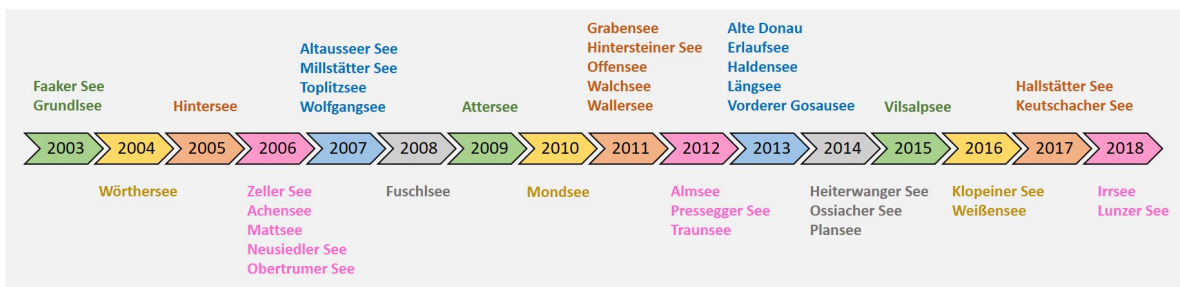 Grabensee
Alte Donau
Altausseer See
Hintersteiner See
Erlaufsee
Millstätter See
Offensee
Haldensee
Faaker See
Toplitzsee
Walchsee
Längsee
Hallstätter See
Grundlsee
Hintersee
Wolfgangsee
Attersee
Wallersee
Vorderer Gosausee
Vilsalpsee
Keutschacher See
2003 2004 2005 2006 2007 2008 2009 2010 2011 2012 2013 2014 2015 2016 2017 2018
Wörthersee
Zeller See
Fuschlsee
Mondsee
Almsee
Heiterwanger See
Klopeiner See
Irrsee
Achensee
Pressegger See
Ossiacher See
Weißensee
Lunzer See
Mattsee
Traunsee
Plansee
Neusiedler See
Obertrumer See